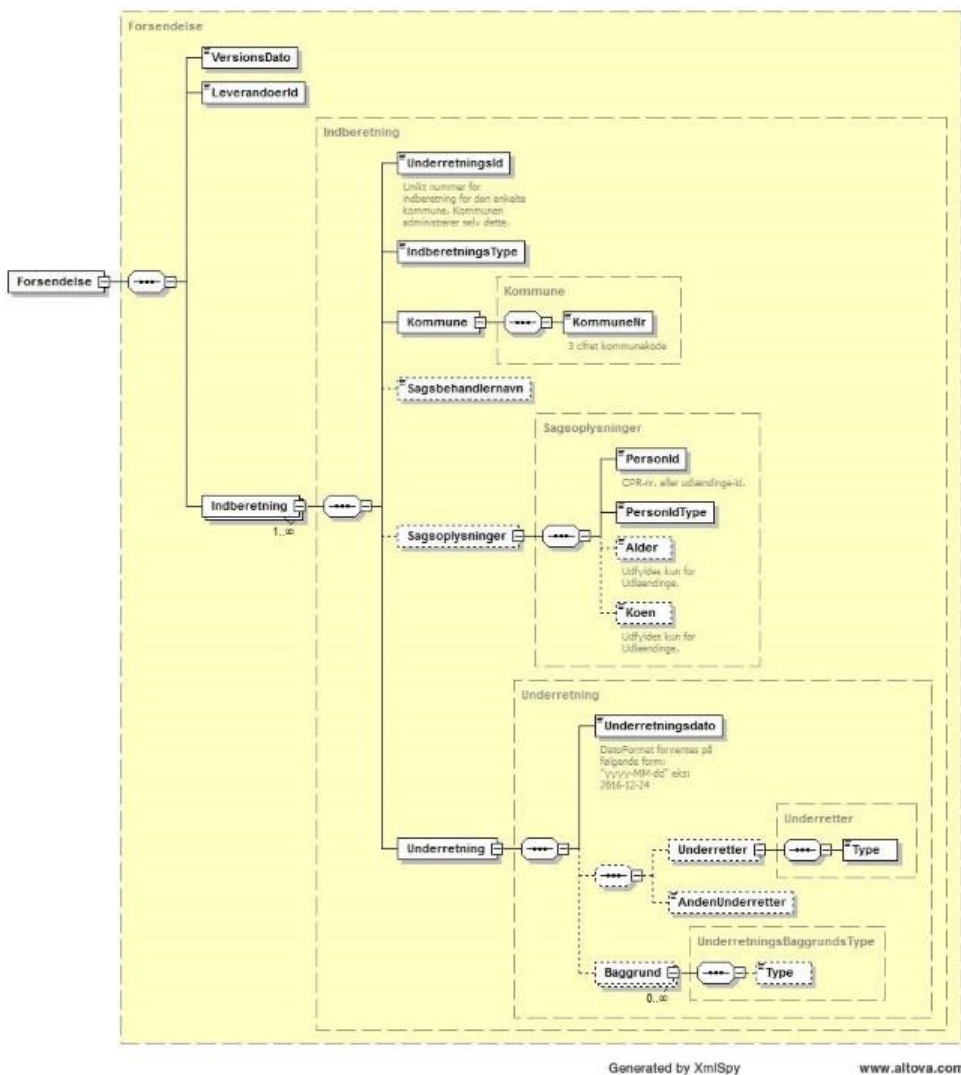 Forsendelse
VersionsDato
LeverandoerId
Indberetning
UnderretningsId
Unikt nummer for
indberetning for den enkelte
kommune. Kommunen
administrerer selv dette.
IndberetningsType
Kommune
Forsendelse
Kommune
KommuneNr
3 cifret kommunekode
Sagsbehandlernavn
Sagsoplysninger
PersonId
CPR-nr. eller udlændinge-id.
Indberetning
1..∞
PersonIdType
Sagsoplysninger
Alder
Udfyldes kun for
Udlaendinge.
Koen
Udfyldes kun for
Udlaendinge.
Underretning
Underretningsdato
DatoFormat forventes på
følgende form:
"yyyy-MM-dd" eks:
2016-12-24
Underretter
Underretning
Underretter
Type
AndenUnderretter
UnderretningsBaggrundsType
Baggrund
Type
0..∞
Generated by XmlSpy
www.altova.com